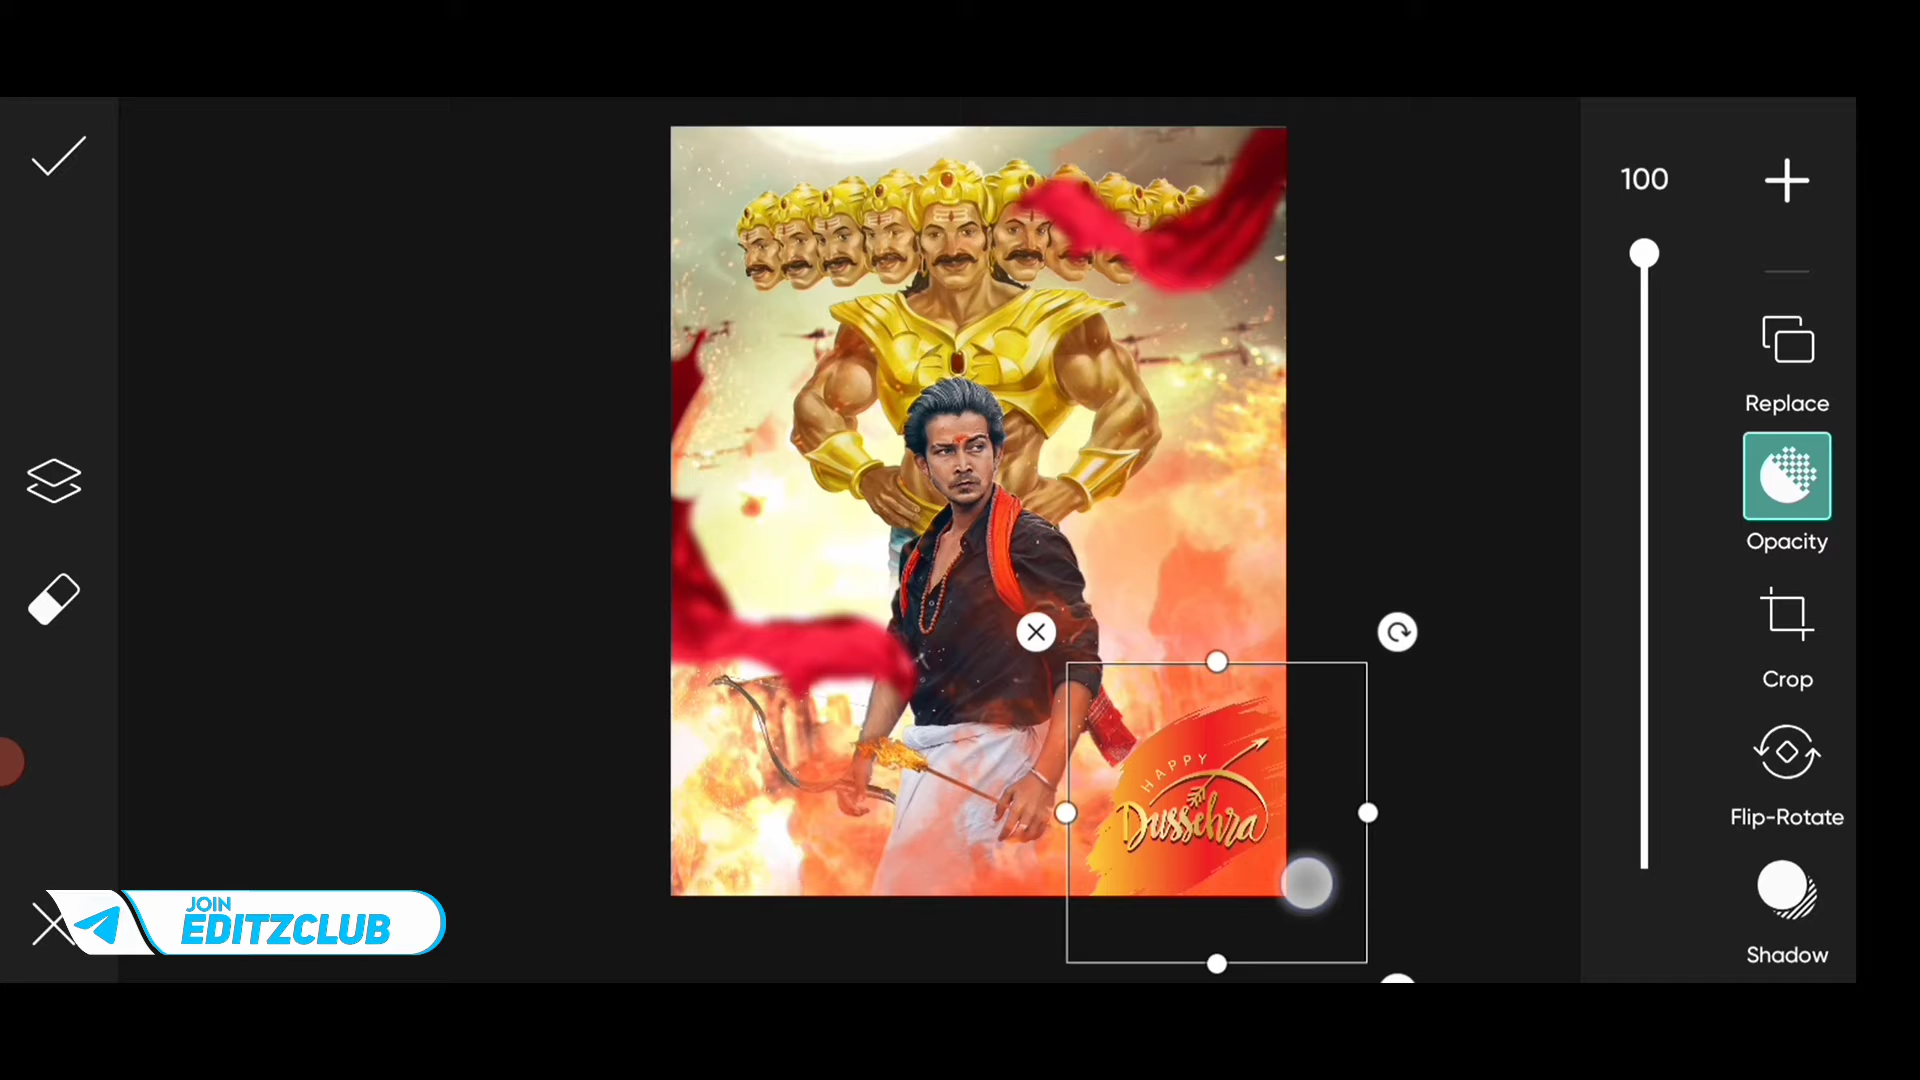 100
Replace
Opacity
Crop
Flip-Rotate
Shadow
HAPPY
Dussehra
JOIN
EDITZCLUB